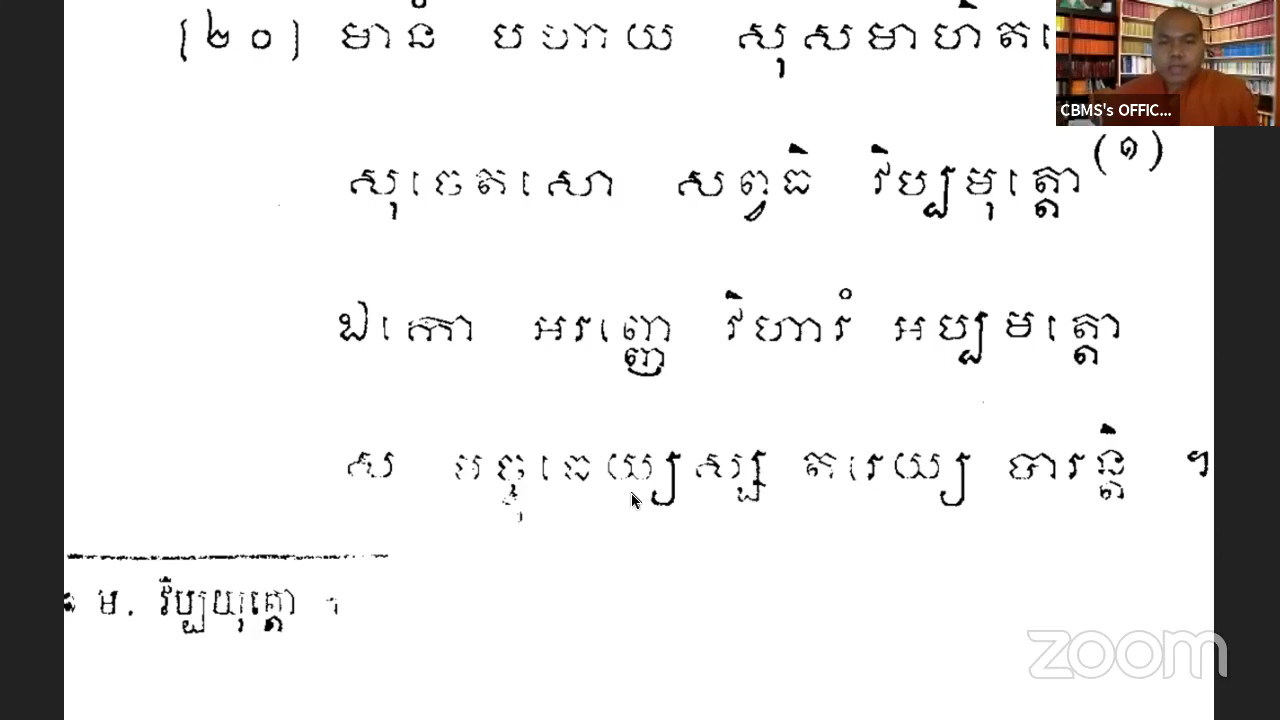 [២០] មានំ បហាយ សុសមាហិត
CBMS's OFFIC...
សុចេតសោ សព្វធិ វិប្បមុត្តោ (១)
ឯកោ អរញ្ញេ វិហារំ អប្បមត្តោ
ស មច្ចុធេយ្យស្ស តរេយ្យ បារន្តិ ។
ម. វិប្បយុត្តោ ។
zoom